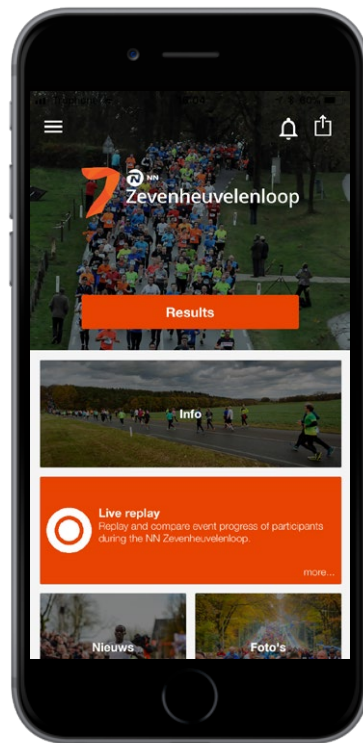 NN
Zevenheuvelenloop
Results
Info
Live replay
Replay and compare event progress of participants
during the NN Zevenheuvelenloop.
more...
Nieuws
Foto's